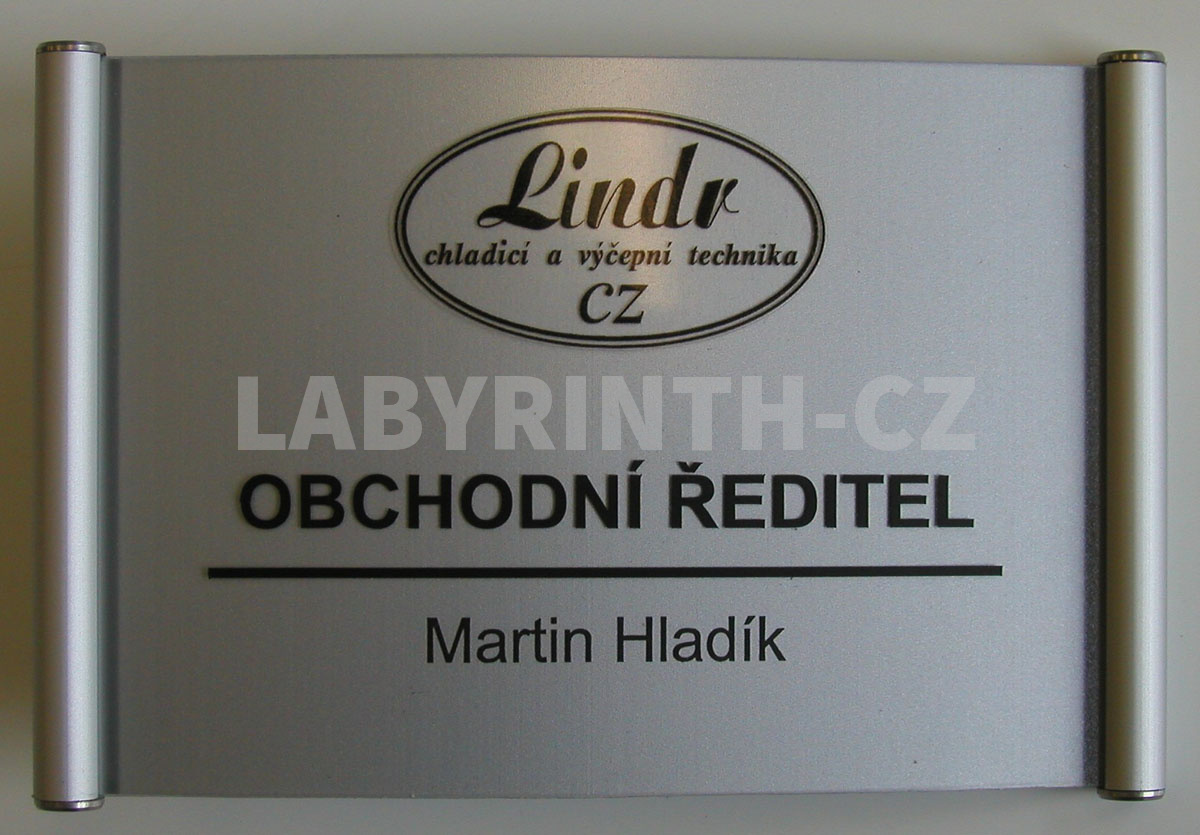 Lindr
chladicí a výčepní technika
CZ
LABYRINTH-CZ
OBCHODNÍ ŘEDITEL
Martin Hladík